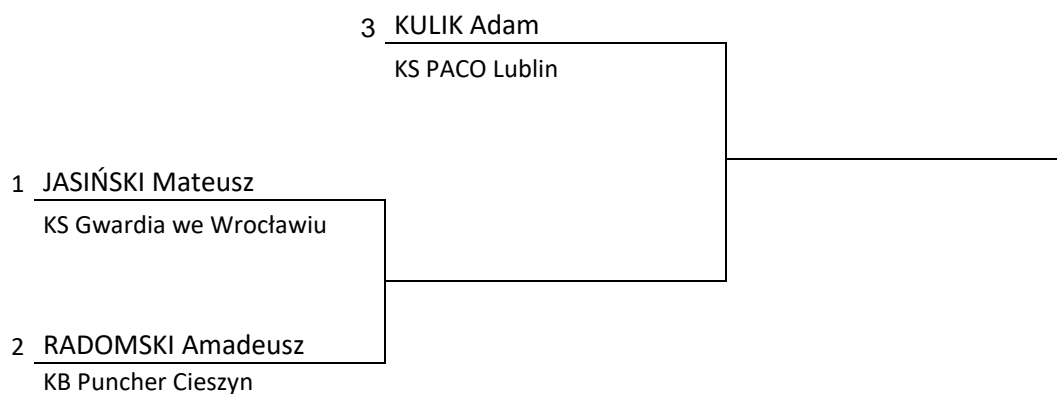 3 KULIK Adam
KS PACO Lublin
1 JASIŃSKI Mateusz
KS Gwardia we Wrocławiu
2 RADOMSKI Amadeusz
KB Puncher Cieszyn